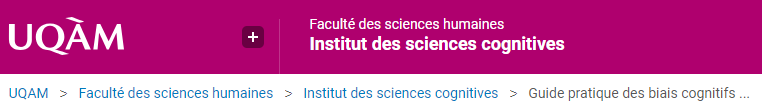 UQÀM
Faculté des sciences humaines
Institut des sciences cognitives
UQAM > Faculté des sciences humaines > Institut des sciences cognitives > Guide pratique des biais cognitifs ...